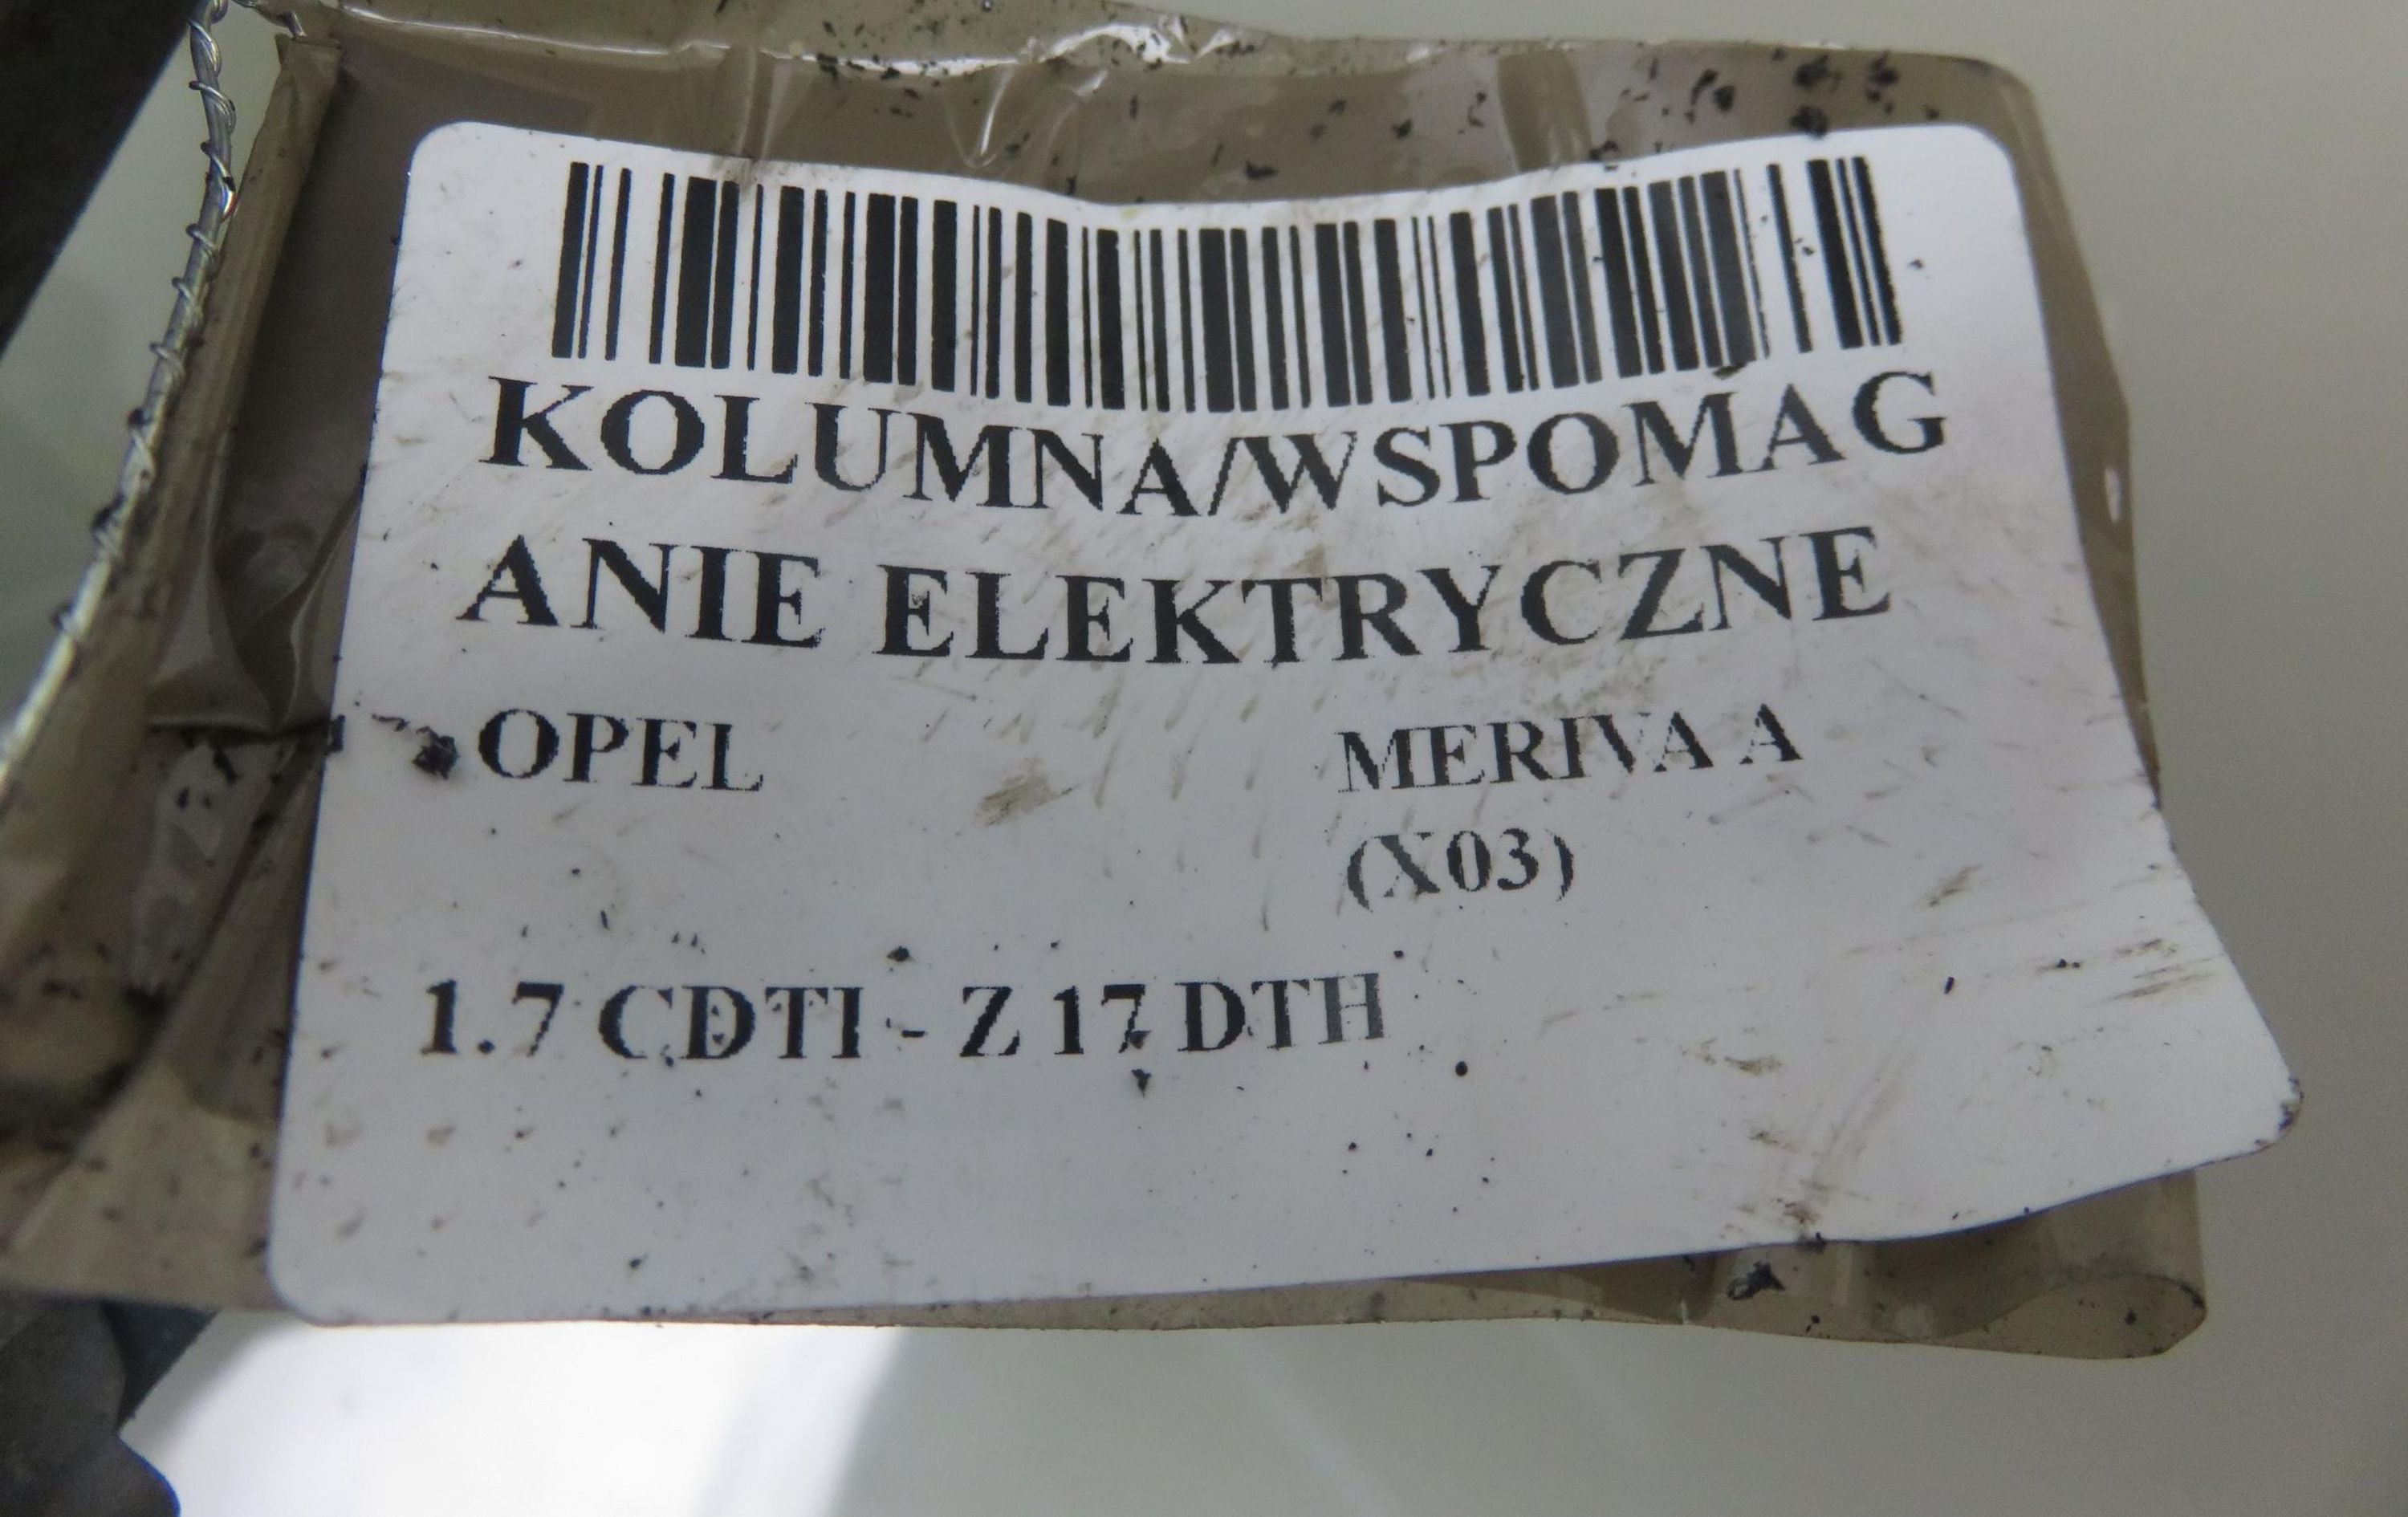 KOLUMNA/WSPOMAG
ANIE ELEKTRYCZNE
OPEL MERIVA A
(X03)
1.7 CDTI - Z 17 DTH